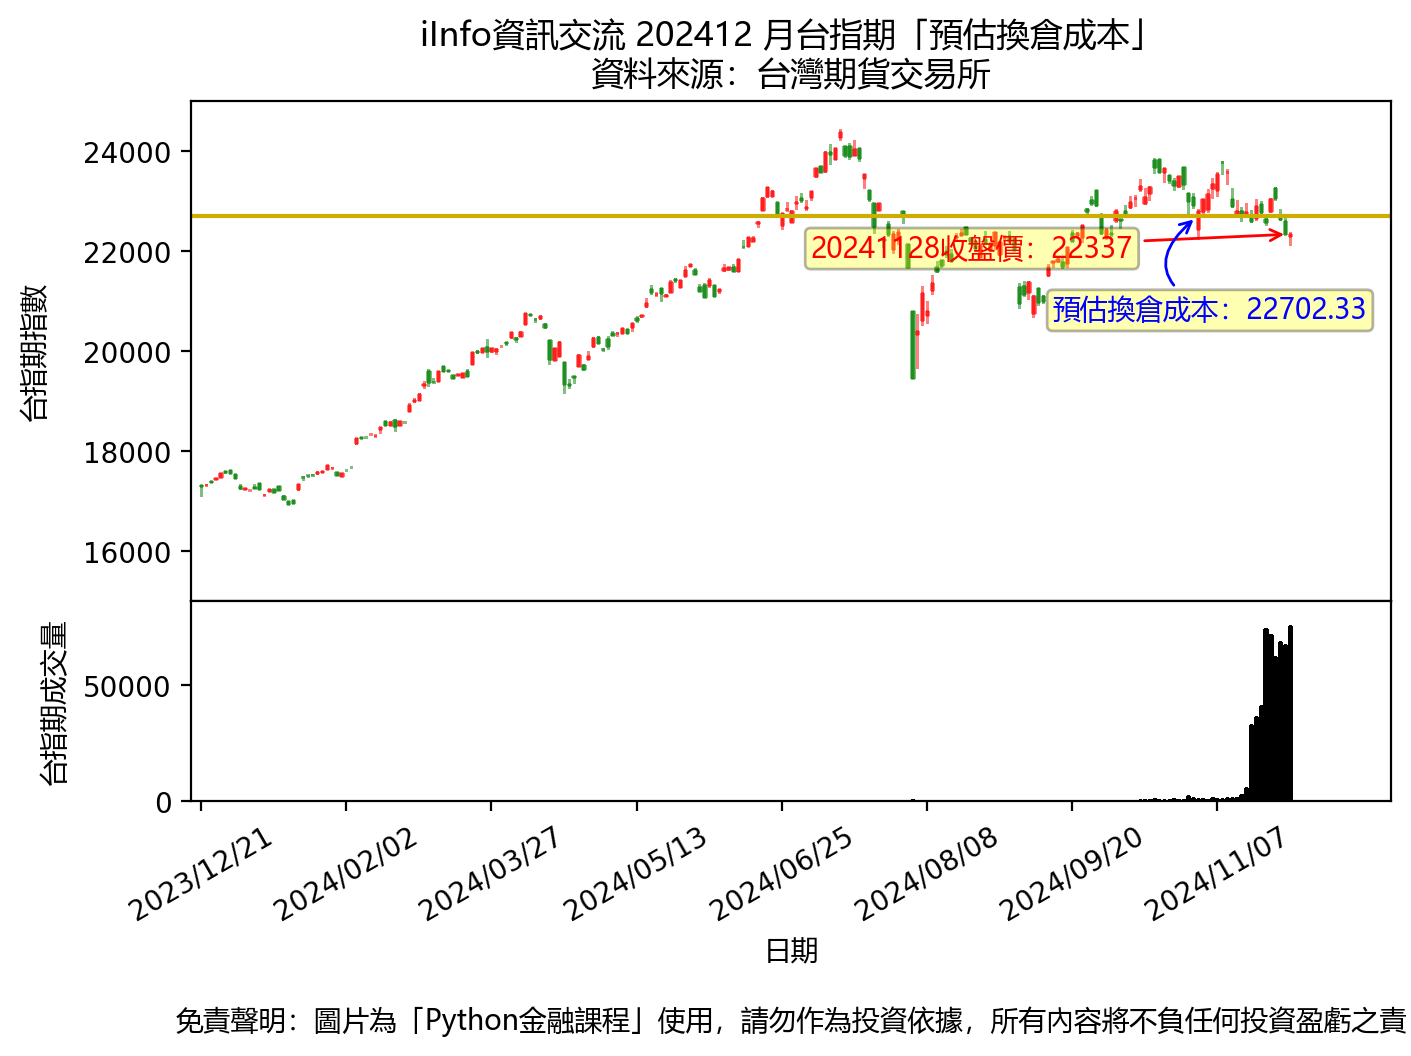 iInfo資訊交流 202412 月台指期「預估換倉成本」
資料來源：台灣期貨交易所
台指期指數
24000
22000
20000
18000
16000
20241128收盤價：22337
預估換倉成本：22702.33
台指期成交量
50000
0
2023/12/21
2024/02/02
2024/03/27
2024/05/13
2024/06/25
2024/08/08
2024/09/20
2024/11/07
日期
免責聲明：圖片為「Python金融課程」使用，請勿作為投資依據，所有內容將不負任何投資盈虧之責